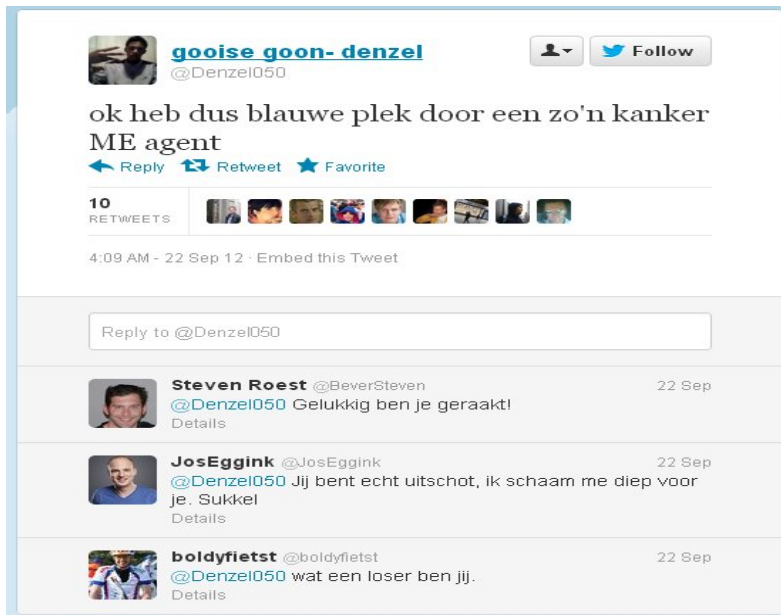 gooise goon- denzel
@Denzel050
Follow
ok heb dus blauwe plek door een zo'n kanker
ME agent
Reply Retweet Favorite
10
RETWEETS
4:09 AM - 22 Sep 12 · Embed this Tweet
Reply to @Denzel050
Steven Roest @BeverSteven 22 Sep
@Denzel050 Gelukkig ben je geraakt!
Details
JosEggink @JosEggink 22 Sep
@Denzel050 Jij bent echt uitschot, ik schaam me diep voor
je. Sukkel
Details
boldyfietst @boldyfietst 22 Sep
@Denzel050 wat een loser ben jij.
Details